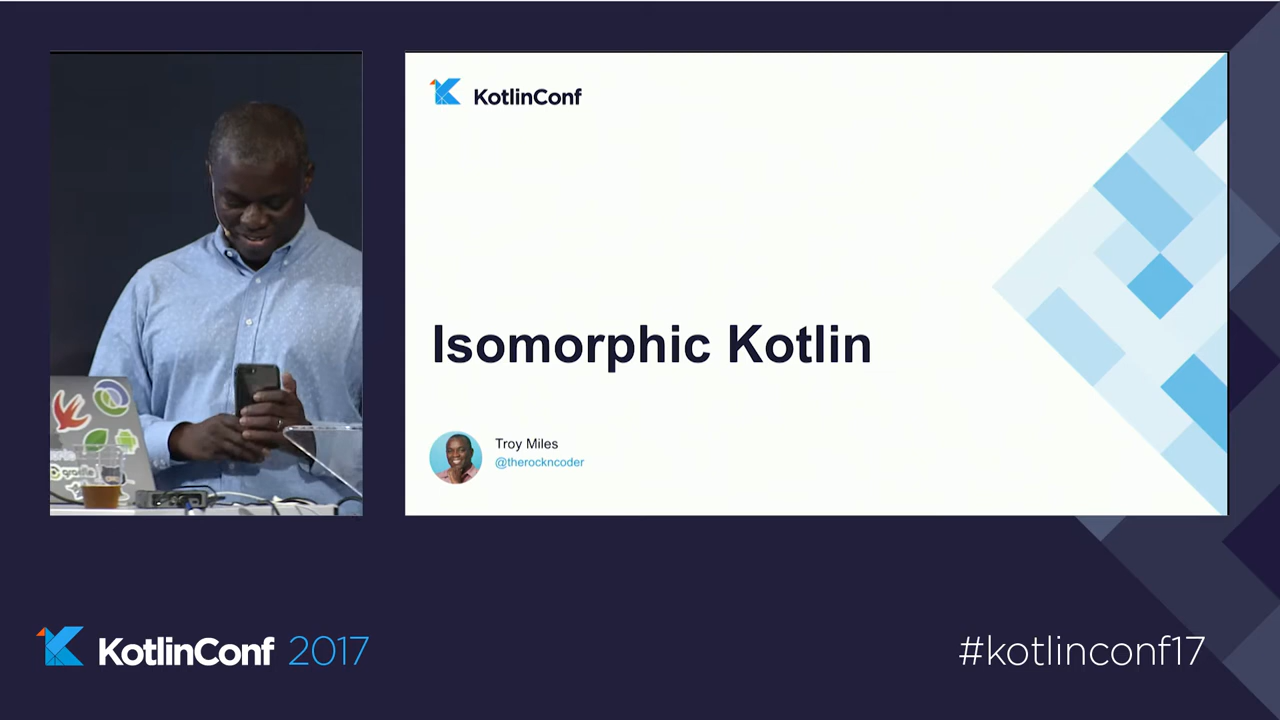 KotlinConf
Isomorphic Kotlin
Troy Miles
@therockncoder
KotlinConf 2017
#kotlinconf17